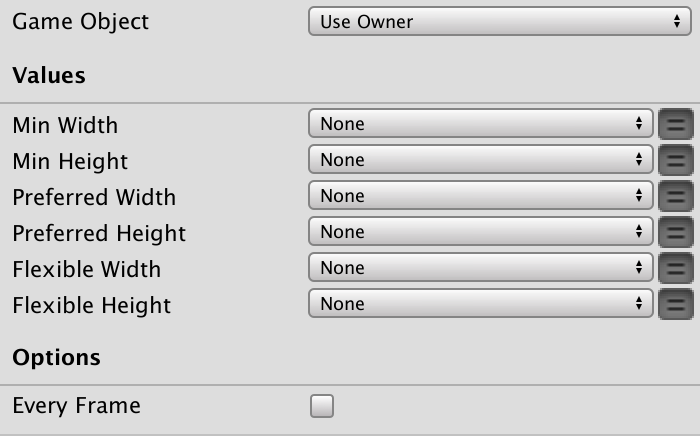 Game Object Use Owner
Values
Min Width None
Min Height None
Preferred Width None
Preferred Height None
Flexible Width None
Flexible Height None
Options
Every Frame